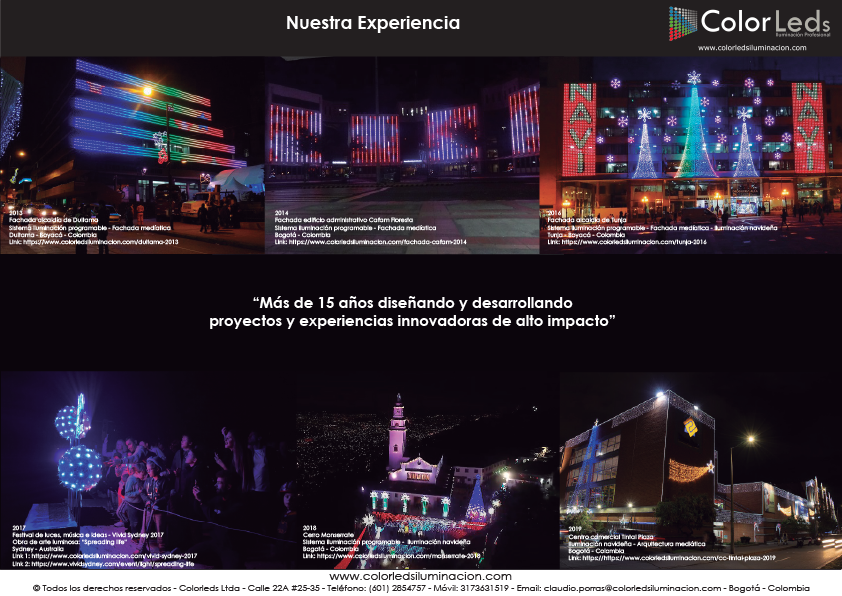 Nuestra Experiencia
ColorLeds
Iluminación Profesional
www.colorledsiluminacion.com
NAVI
NAVI
2013
Fachada alcaldía de Duitama
Sistema iluminación programable - Fachada mediática
Duitama - Boyacá - Colombia
Link: https://www.colorledsiluminacion.com/duitama-2013
2014
Fachada edificio administrativo Cafam Floresta
Sistema iluminación programable - Fachada mediática
Bogotá - Colombia
Link: https://www.colorledsiluminacion.com/fachada-cafam-2014
2016
Fachada alcaldía de Tunja
Sistema iluminación programable - Fachada mediática - Iluminación navideña
Tunja - Boyacá - Colombia
Link: https://www.colorledsiluminacion.com/tunja-2016
“Más de 15 años diseñando y desarrollando
proyectos y experiencias innovadoras de alto impacto”
2017
Festival de luces, música e ideas - Vivid Sydney 2017
Obra de arte luminosa: “Spreading life”
Sydney - Australia
Link 1: https://www.colorledsiluminacion.com/vivid-sydney-2017
Link 2: https://www.vividsydney.com/event/light/spreading-life
2018
Cerro Monserrate
Sistema iluminación programable - Iluminación navideña
Bogotá - Colombia
Link: https://www.colorledsiluminacion.com/monserrate-2018
2019
Centro comercial Tintal Plaza
Iluminación navideña - Arquitectura mediática
Bogotá - Colombia
Link: https://https://www.colorledsiluminacion.com/cc-tintal-plaza-2019
www.colorledsiluminacion.com
© Todos los derechos reservados - Colorleds Ltda - Calle 22A #25-35 - Teléfono: (601) 2854757 - Móvil: 3173631519 - Email: claudio.porras@colorledsiluminacion.com - Bogotá - Colombia